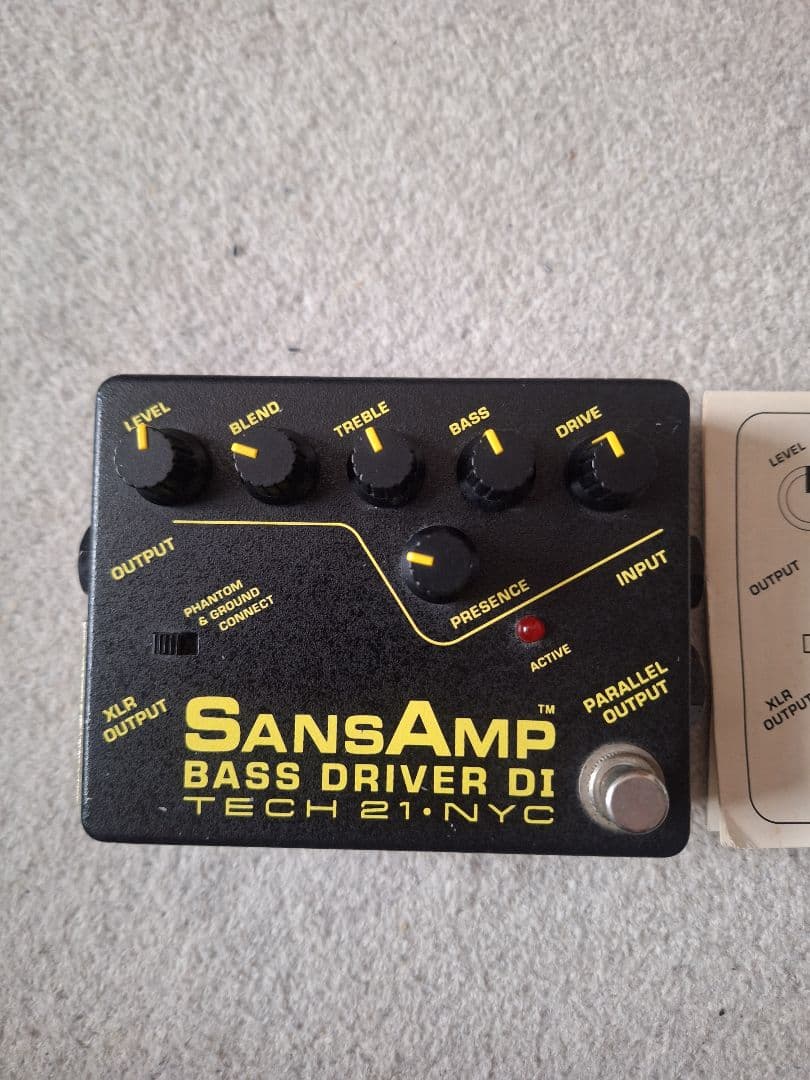 LEVEL
BLEND
TREBLE
BASS
DRIVE
OUTPUT
PHANTOM
& GROUND
CONNECT
PRESENCE
INPUT
ACTIVE
XLR
OUTPUT
PARALLEL
OUTPUT
SANSAMP™
BASS DRIVER DI
TECH 21•NYC
LEVEL
OUTPUT
XLR
OUTPUT